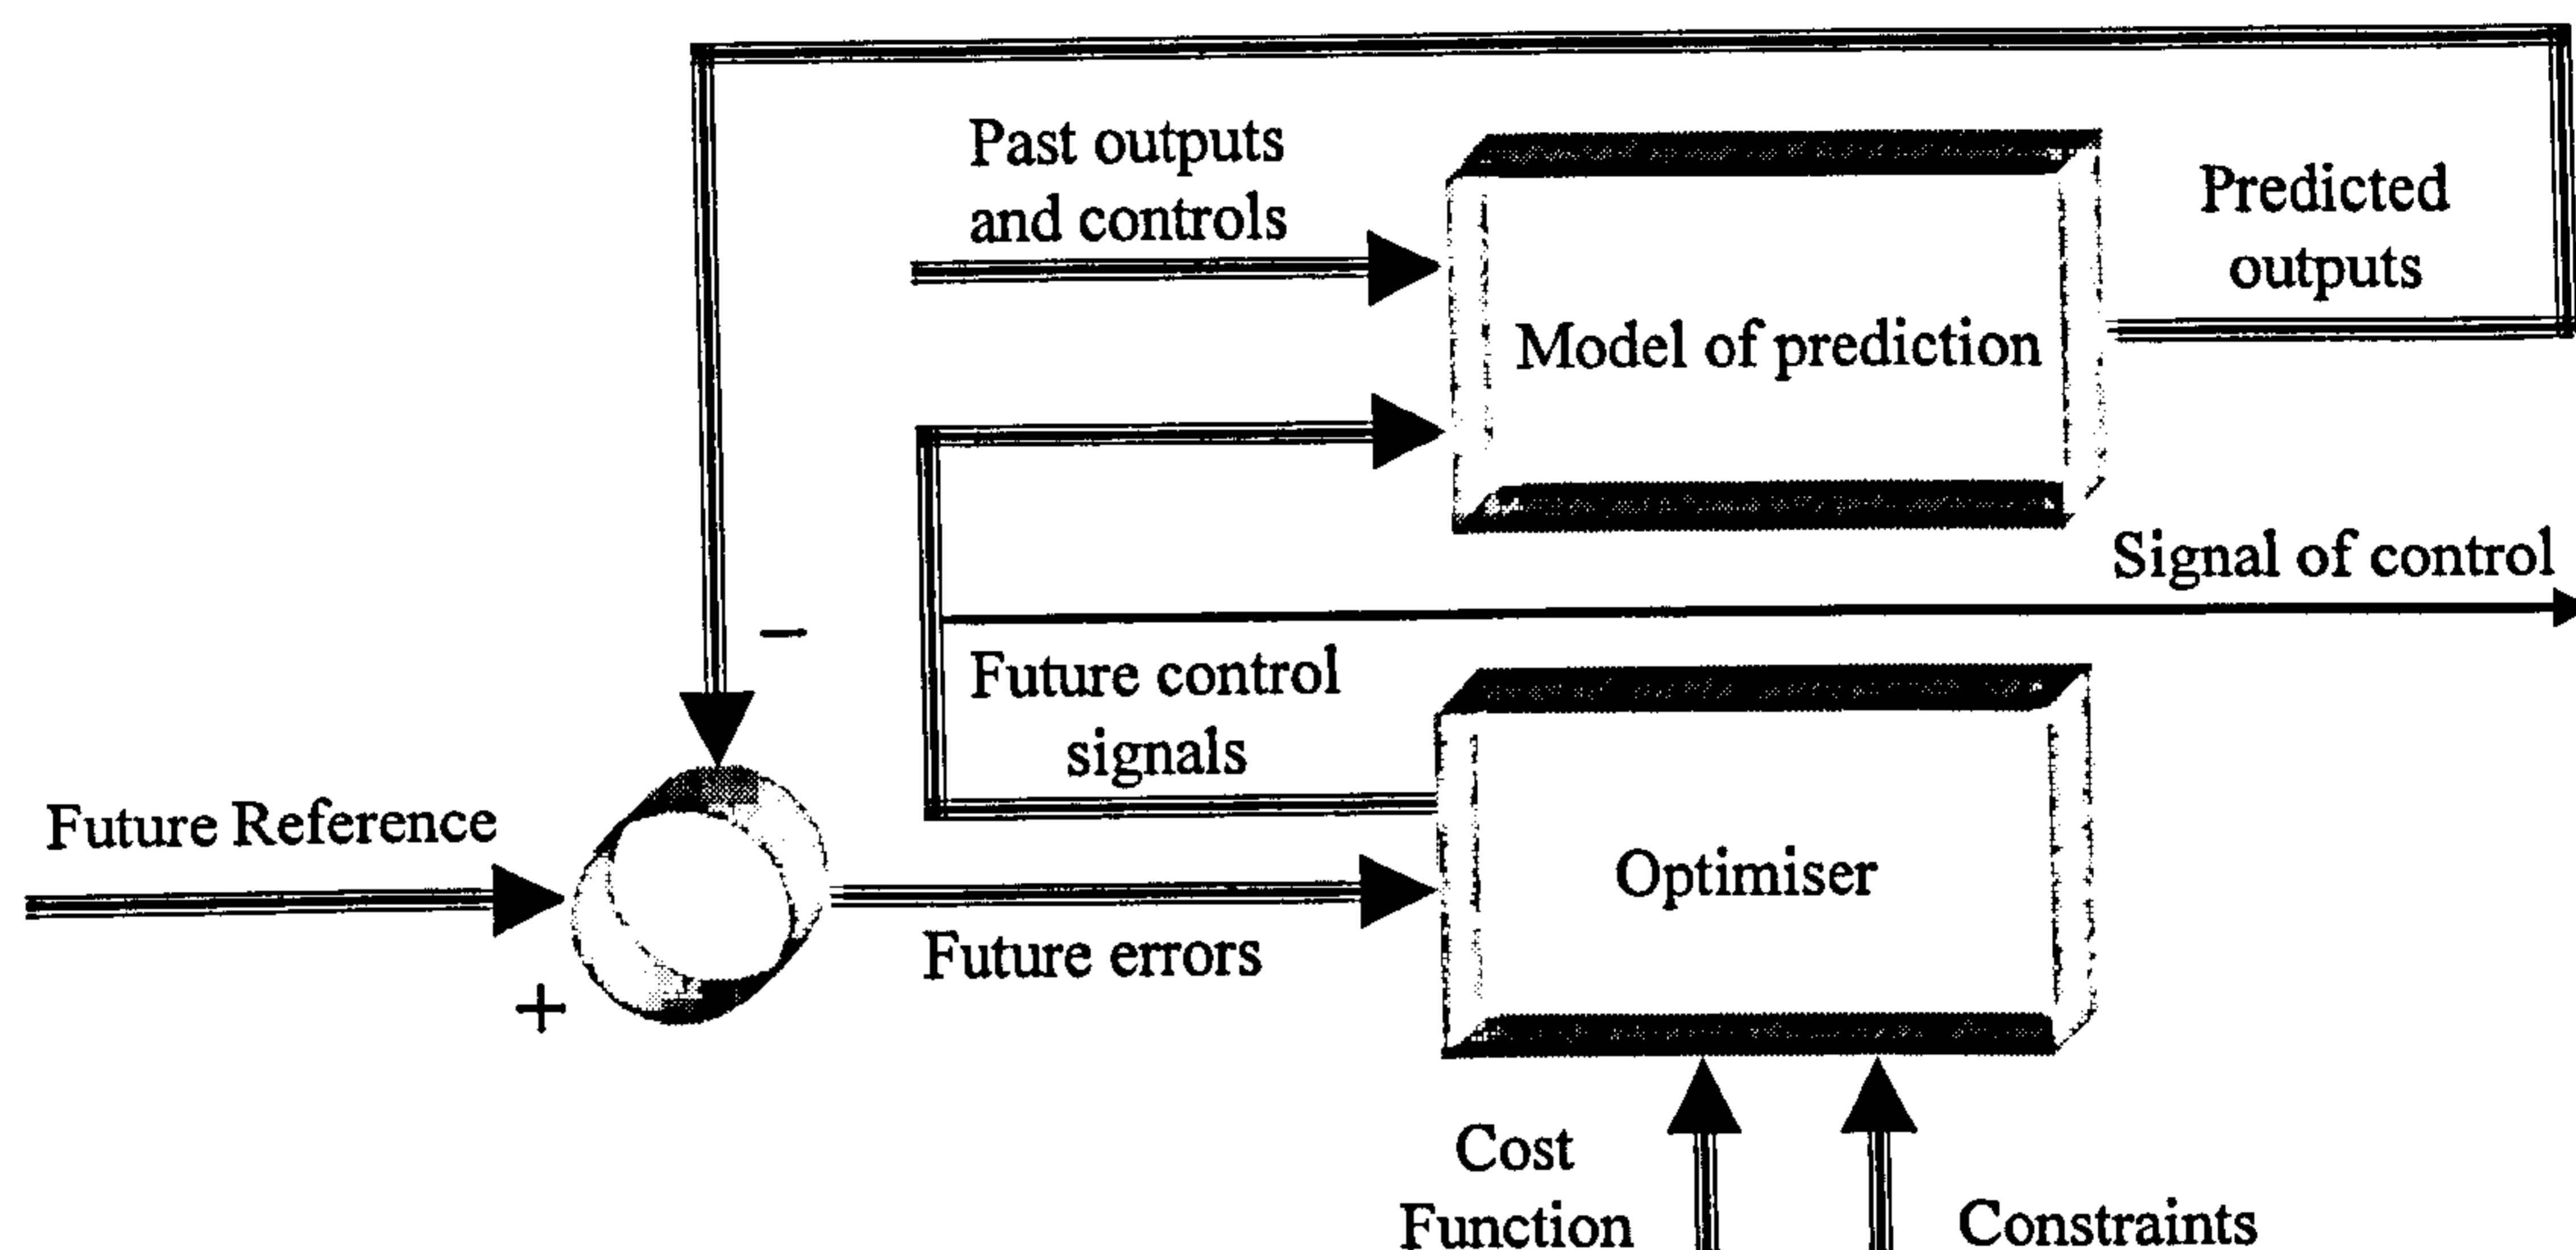 Past outputs
and controls
Predicted
outputs
Model of prediction
Signal of control
−
Future control
signals
Future Reference
Optimiser
Future errors
+
Cost
Function
Constraints